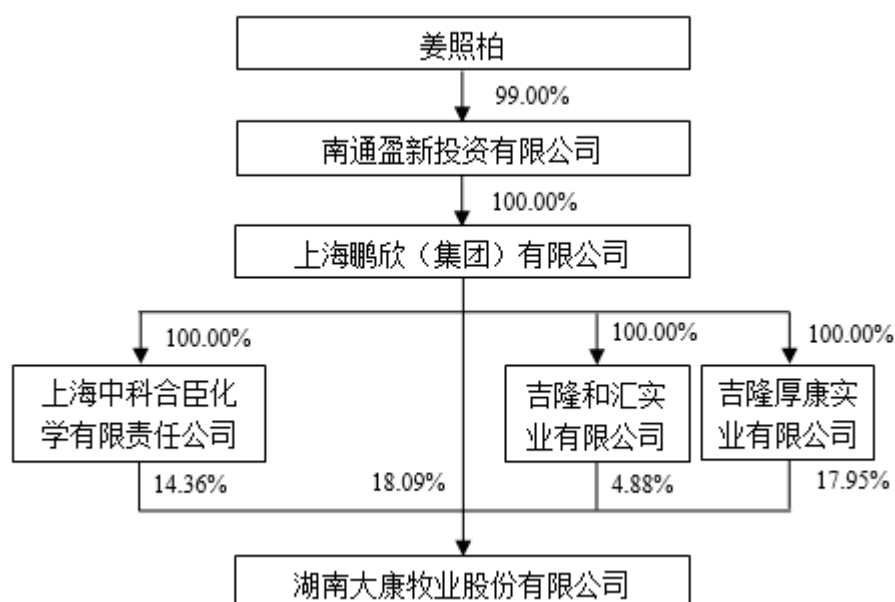 姜照柏
99.00%
南通盈新投资有限公司
100.00%
上海鹏欣（集团）有限公司
100.00%
100.00%
100.00%
上海中科合臣化
学有限责任公司
吉隆和汇实
业有限公司
吉隆厚康实
业有限公司
14.36%
18.09%
4.88%
17.95%
湖南大康牧业股份有限公司